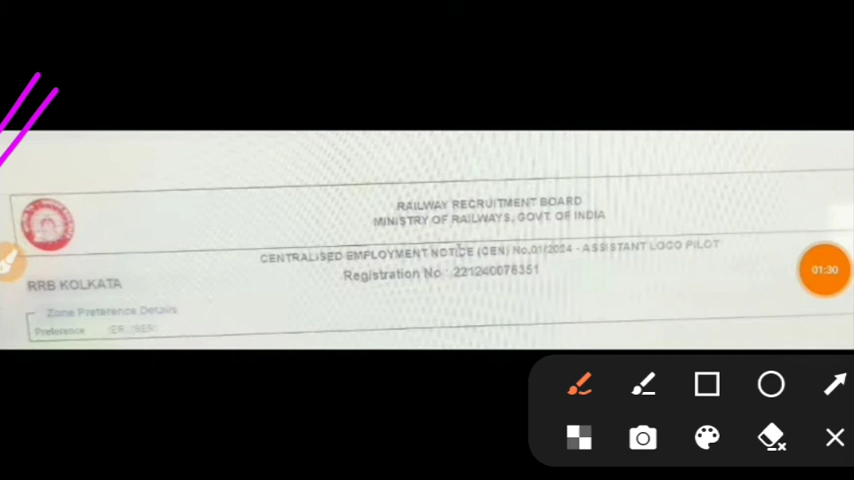 RAILWAY RECRUITMENT BOARD
MINISTRY OF RAILWAYS, GOVT. OF INDIA
CENTRALISED EMPLOYMENT NOTICE (CEN) No.01/2024 - ASSISTANT LOCO PILOT
Registration No : 221240076351
RRB KOLKATA
Zone Preference Details
Preference
01:30